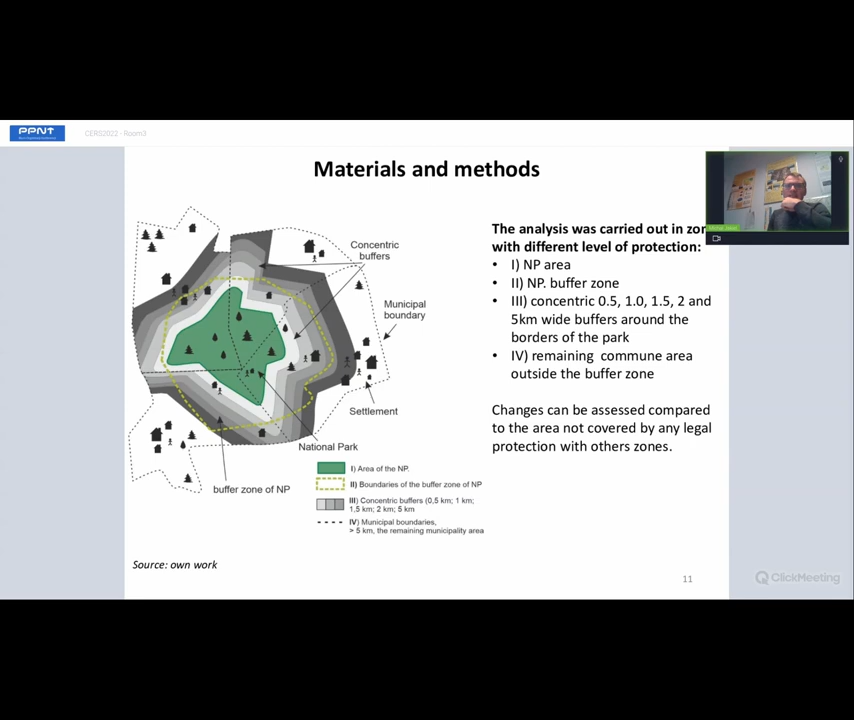 PPNT
CERS2022 - Room3
Materials and methods
Concentric
buffers
Municipal
boundary
Settlement
National Park
buffer zone of NP
I) Area of the NP.
II) Boundaries of the buffer zone of NP
III) Concentric buffers (0,5 km; 1 km;
1,5 km; 2 km; 5 km
IV) Municipal boundaries,
> 5 km, the remaining municipality area
Source: own work
The analysis was carried out in zon
with different level of protection:
• I) NP area
• II) NP. buffer zone
• III) concentric 0.5, 1.0, 1.5, 2 and
5km wide buffers around the
borders of the park
• IV) remaining commune area
outside the buffer zone
Changes can be assessed compared
to the area not covered by any legal
protection with others zones.
11
ClickMeeting